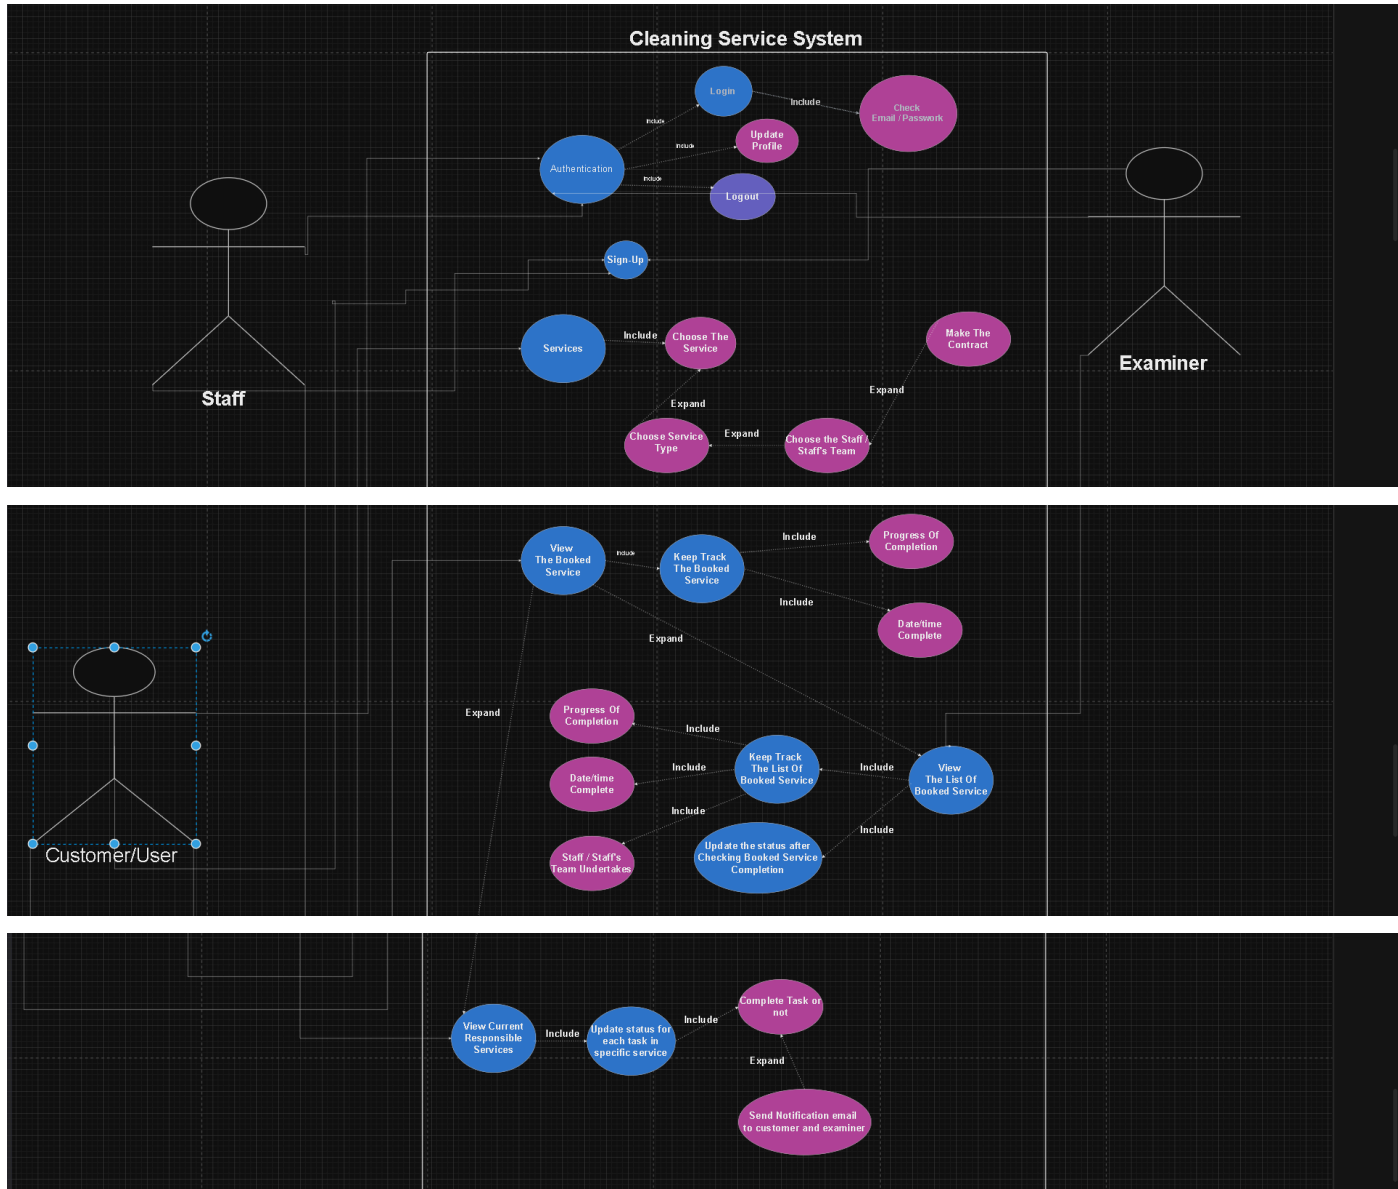 Cleaning Service System
Login
Include
Check
Email / Passwork
Include
Update
Profile
Include
Authentication
Include
Logout
Staff
Sign-Up
Services
Include
Choose The
Service
Make The
Contract
Examiner
Expand
Expand
Choose Service
Type
Expand
Choose the Staff /
Staff's Team
View
The Booked
Service
Include
Keep Track
The Booked
Service
Include
Progress Of
Completion
Include
Date/time
Complete
Expand
Expand
Progress Of
Completion
Include
Keep Track
The List Of
Booked Service
Include
View
The List Of
Booked Service
Include
Date/time
Complete
Include
Include
Update the status after
Checking Booked Service
Completion
Staff / Staff's
Team Undertakes
Customer/User
View Current
Responsible
Services
Include
Update status for
each task in
specific service
Include
Complete Task or
not
Expand
Send Notification email
to customer and examiner